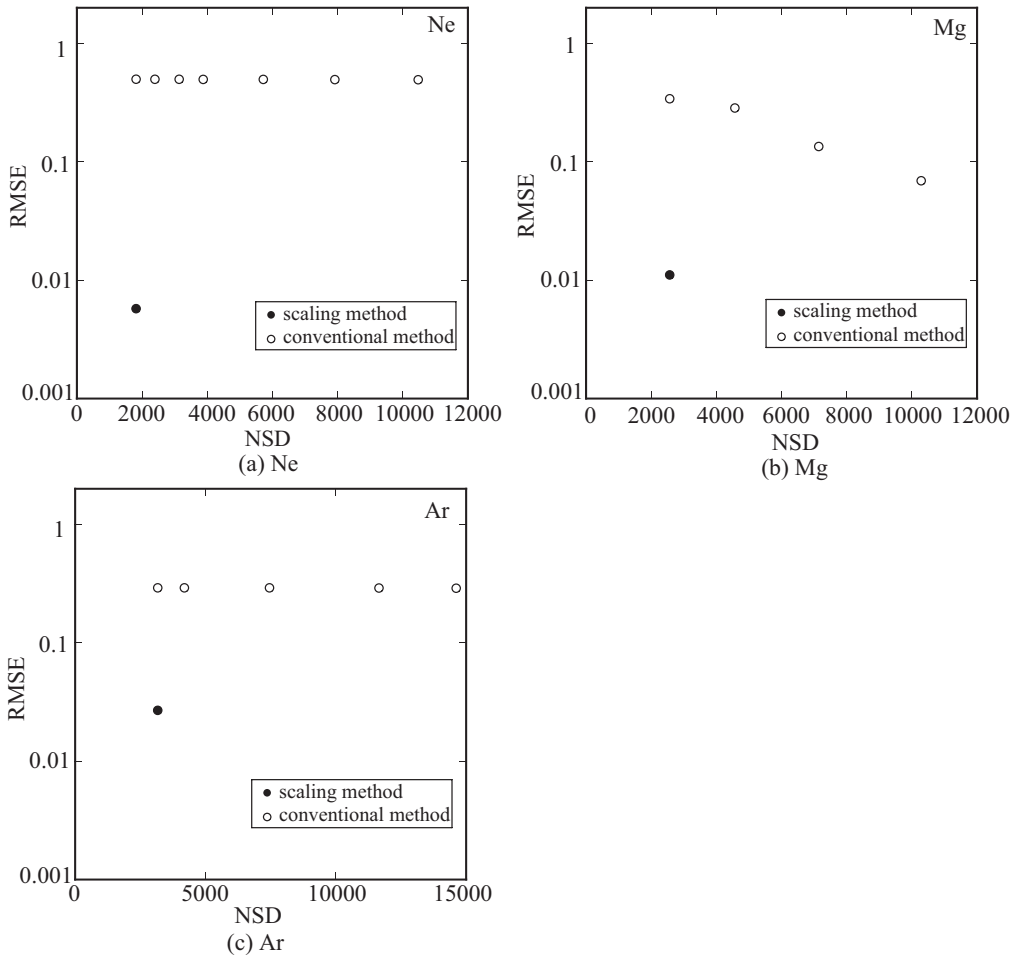 Ne
1
0.1
0.01
0.001
RMSE
scaling method
conventional method
0 2000 4000 6000 8000 10000 12000
NSD
(a) Ne
Mg
1
0.1
0.01
0.001
RMSE
scaling method
conventional method
0 2000 4000 6000 8000 10000 12000
NSD
(b) Mg
Ar
1
0.1
0.01
0.001
RMSE
scaling method
conventional method
0 5000 10000 15000
NSD
(c) Ar